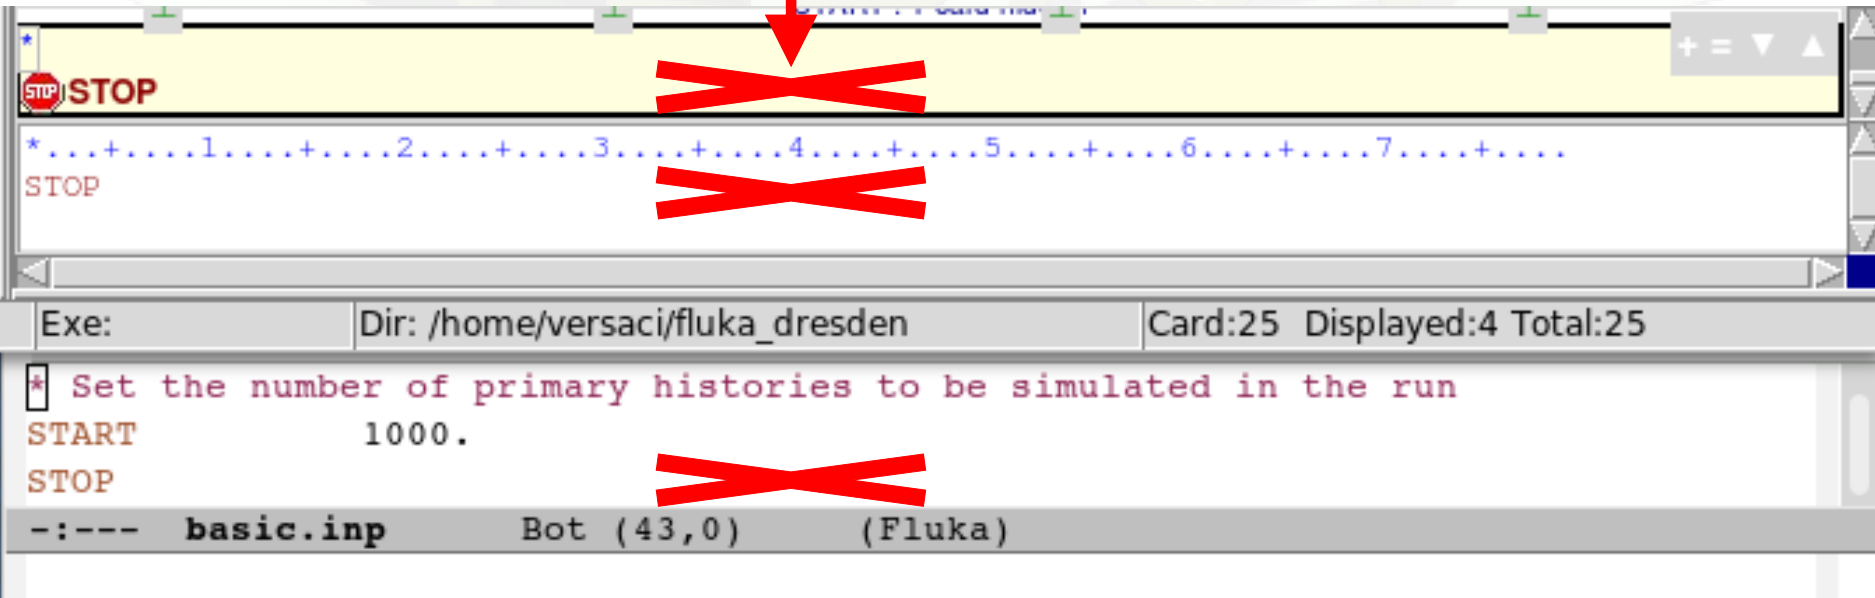 *
STOP STOP
*...+....1....+....2....+....3....+....4....+....5....+....6....+....7....+....
STOP
Exe: Dir: /home/versaci/fluka_dresden Card:25 Displayed:4 Total:25
* Set the number of primary histories to be simulated in the run
START 1000.
STOP
-:--- basic.inp Bot (43,0) (Fluka)